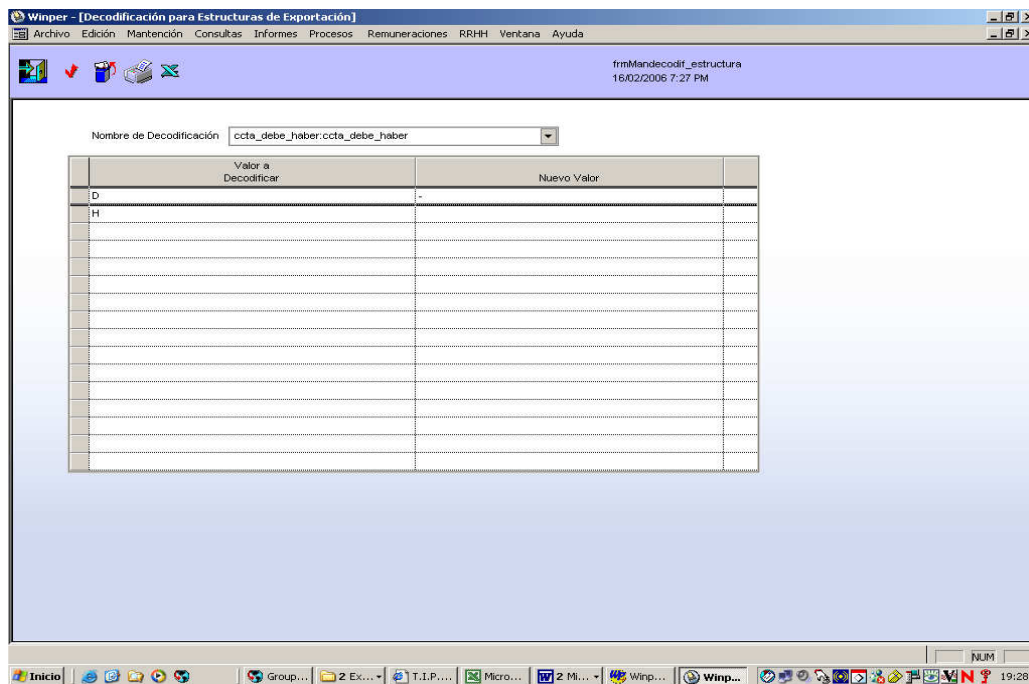 Winper - [Decodificación para Estructuras de Exportación]
Archivo Edición Mantención Consultas Informes Procesos Remuneraciones RRHH Ventana Ayuda
frmMandecodif_estructura
16/02/2006 7:27 PM
Nombre de Decodificación ccta_debe_haber:ccta_debe_haber
Valor a
Decodificar
Nuevo Valor
D -
H
NUM
Inicio Group... 2 Ex... T.I.P.... Micro... 2 Mi... Winp... Winp... 19:28